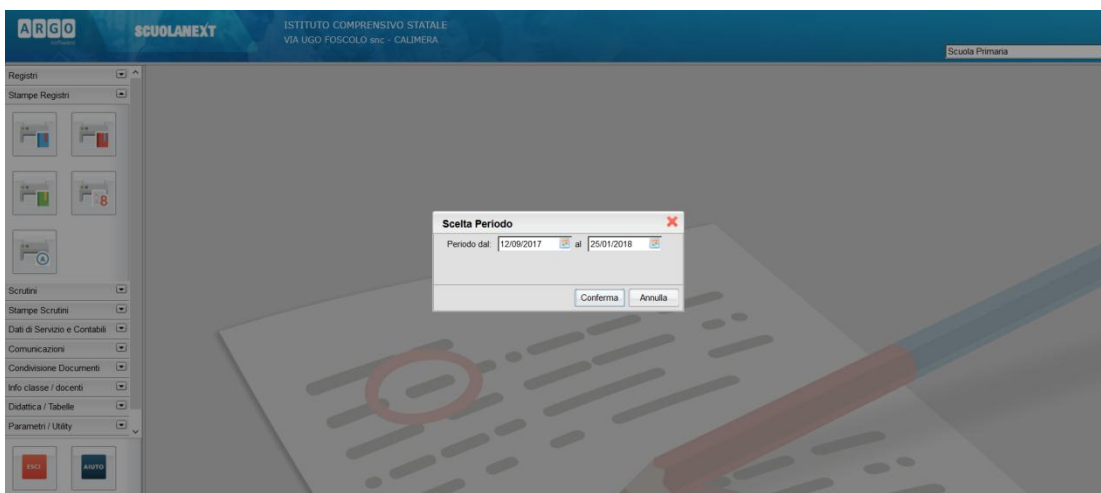 ARGO
software
SCUOLANEXT
ISTITUTO COMPRENSIVO STATALE
VIA UGO FOSCOLO snc - CALIMERA
Scuola Primaria
Registri
Stampe Registri
8
A
Scrutini
Stampe Scrutini
Dati di Servizio e Contabili
Comunicazioni
Condivisione Documenti
Info classe / docenti
Didattica / Tabelle
Parametri / Utility
ESCI
AIUTO
Scelta Periodo
Periodo dal: 12/09/2017 al 25/01/2018
Conferma Annulla